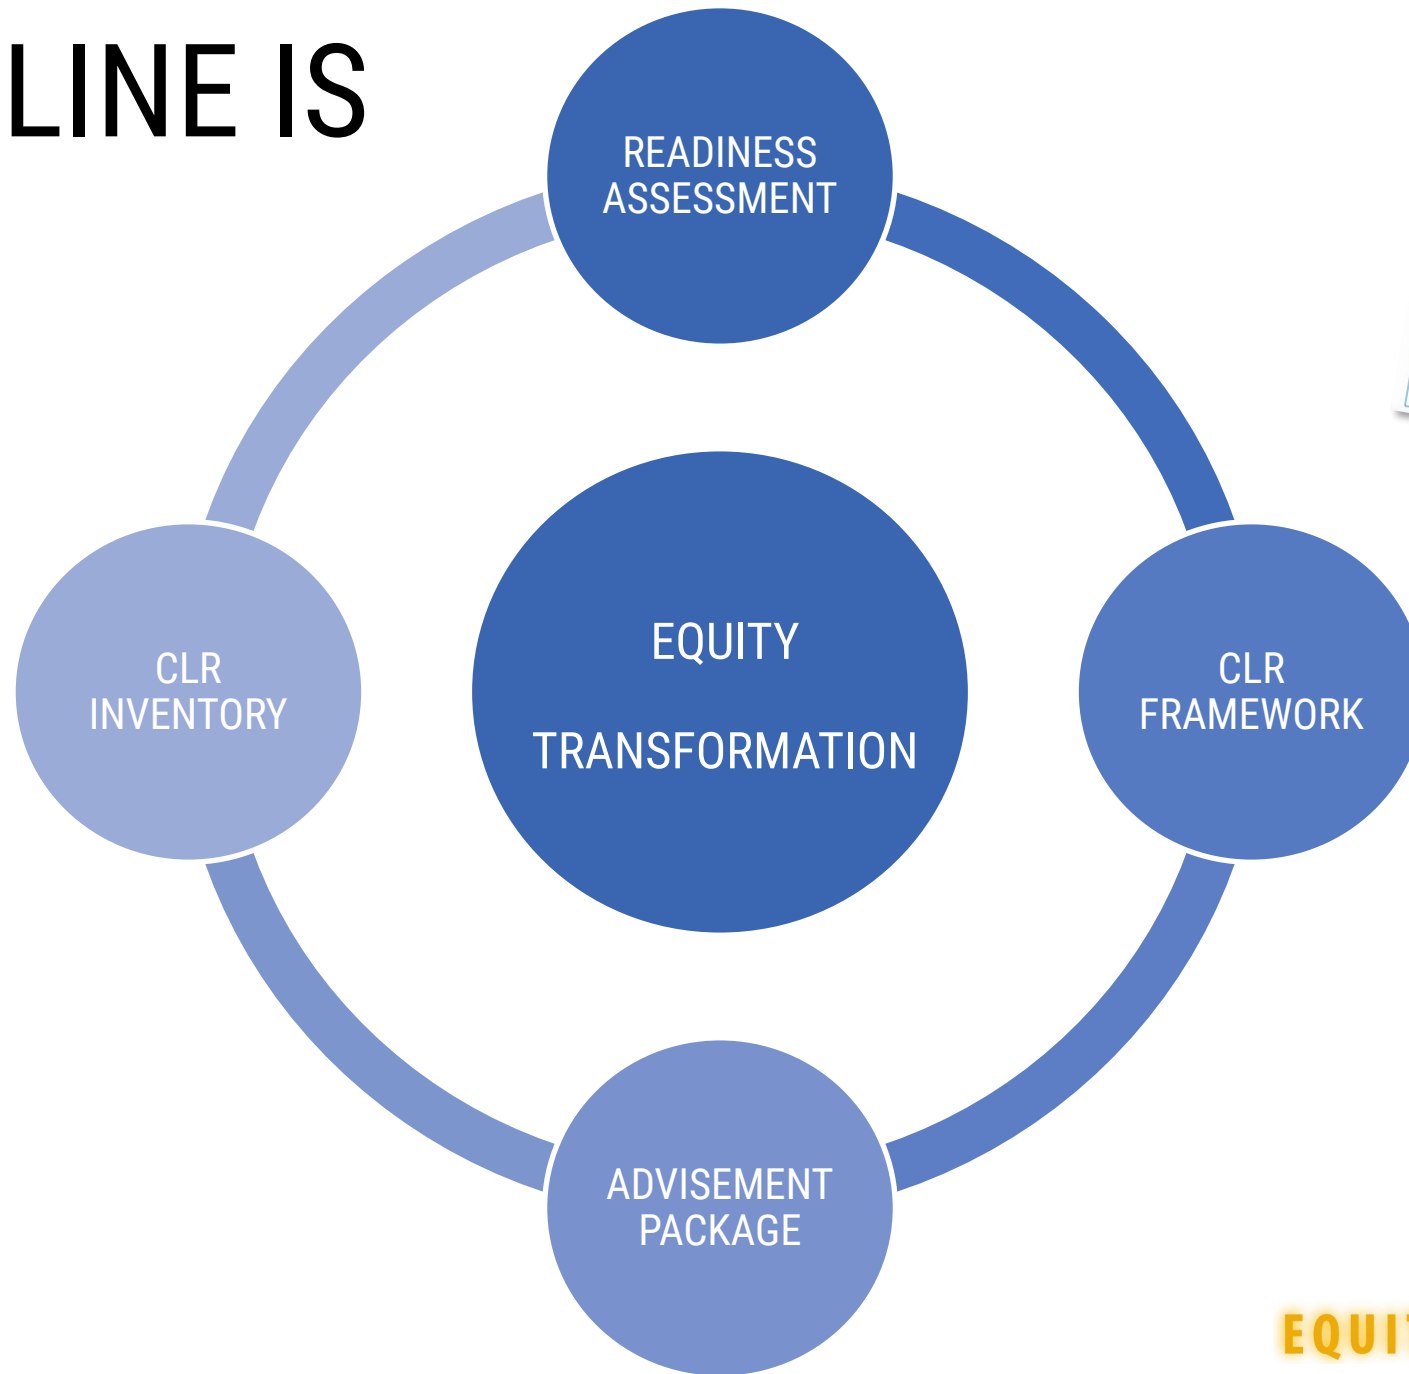 LINE IS
READINESS
ASSESSMENT
CLR
INVENTORY
EQUITY
TRANSFORMATION
CLR
FRAMEWORK
ADVISEMENT
PACKAGE